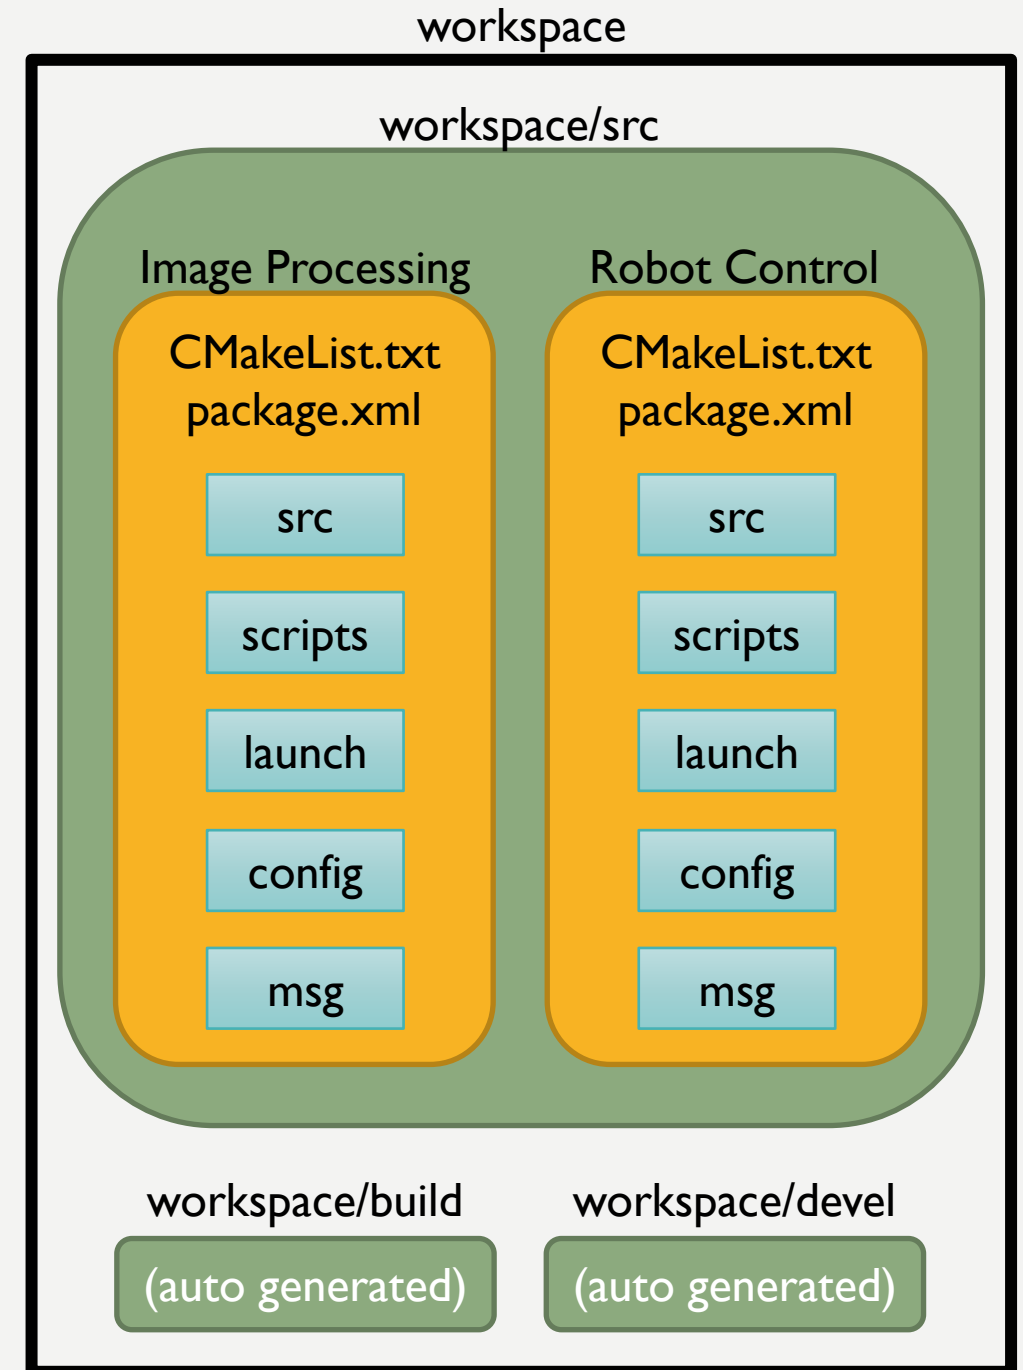 workspace
workspace/src
Image Processing
CMakeList.txt
package.xml
src
scripts
launch
config
msg
Robot Control
CMakeList.txt
package.xml
src
scripts
launch
config
msg
workspace/build
(auto generated)
workspace/devel
(auto generated)